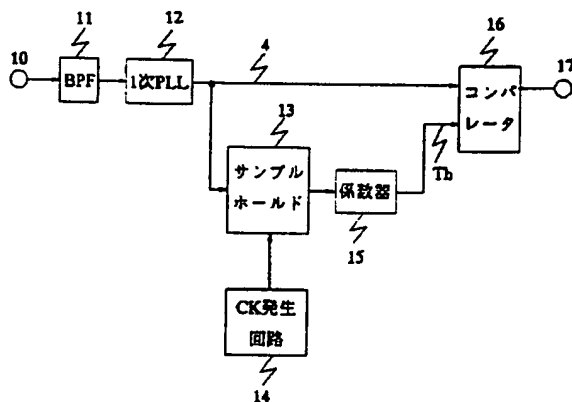 11
12
16
10
4
17
BPF
1次PLL
コンパ
レータ
13
サンプル
ホールド
係数器
Tb
15
CK発生
回路
14